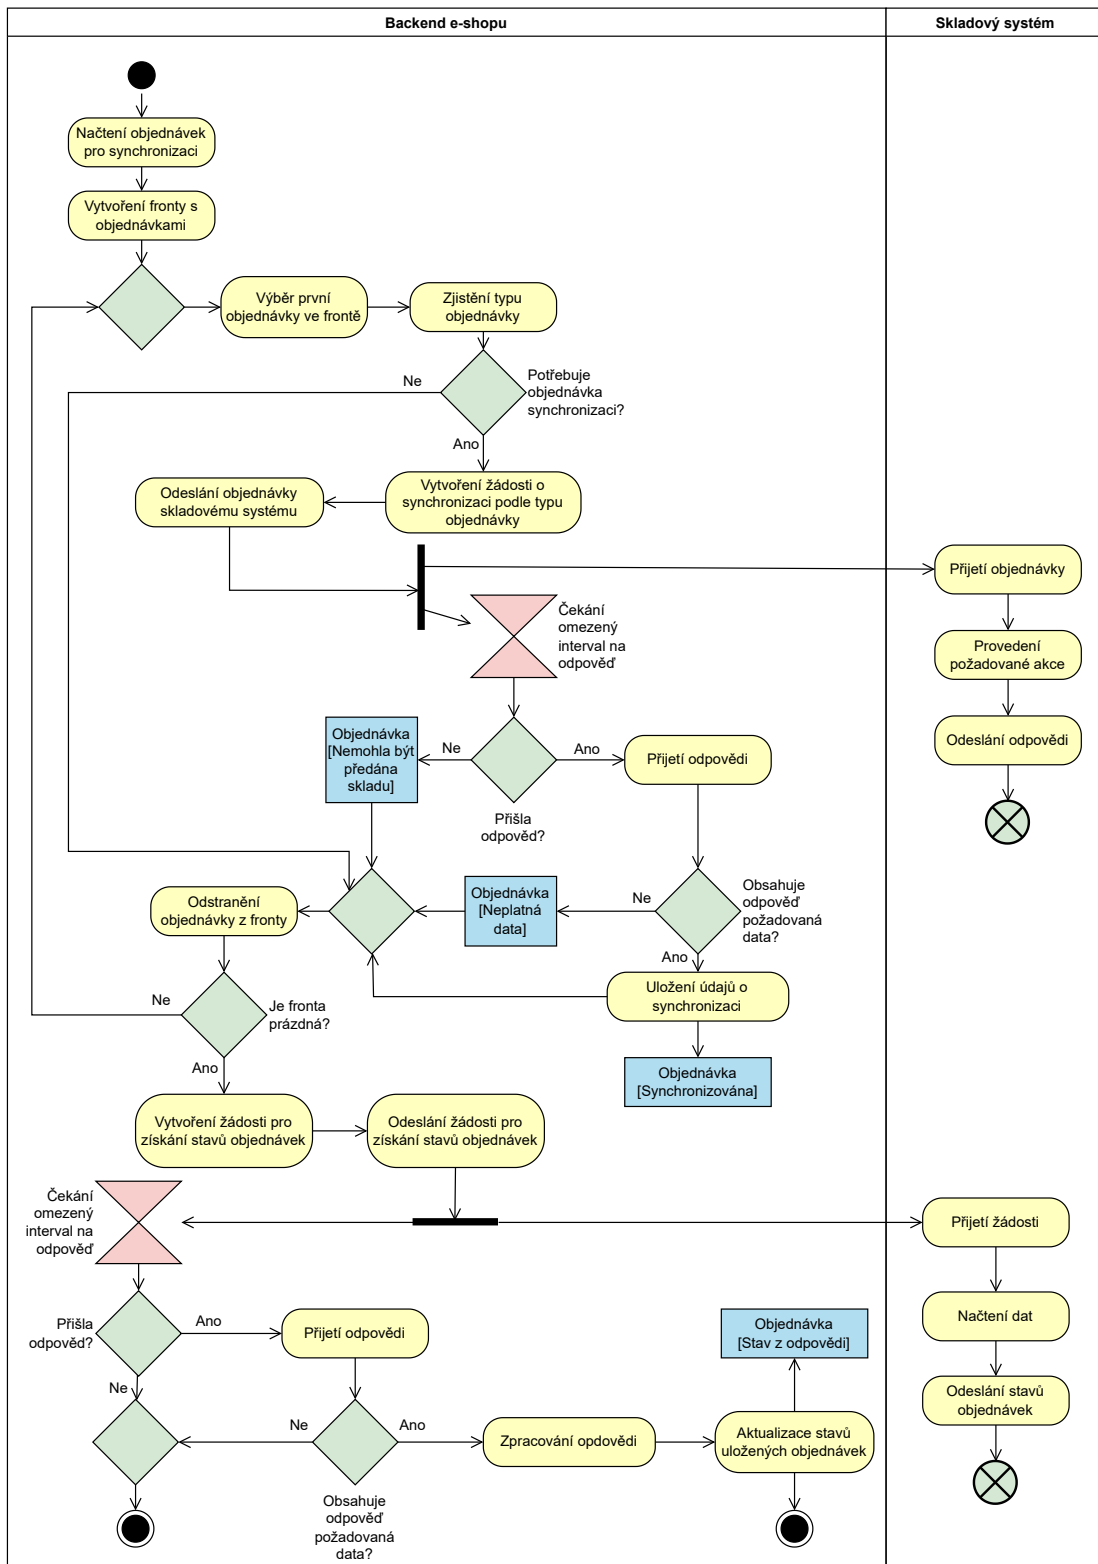 Backend e-shopu
Skladový systém
Načtení objednávek
pro synchronizaci
Vytvoření fronty s
objednávkami
Výběr první
objednávky ve frontě
Zjistění typu
objednávky
Ne
Potřebuje
objednávka
synchronizaci?
Ano
Odeslání objednávky
skladovému systému
Vytvoření žádosti o
synchronizaci podle typu
objednávky
Přijetí objednávky
Čekání
omezený
interval na
odpověď
Provedení
požadované akce
Odeslání odpovědi
Objednávka
[Nemohla být
předána
skladu]
Ne
Ano
Přijetí odpovědi
Přišla
odpověd?
Odstranění
objednávky z fronty
Objednávka
[Neplatná
data]
Ne
Obsahuje
odpověď
požadovaná
data?
Ano
Uložení údajů o
synchronizaci
Ne
Je fronta
prázdná?
Ano
Objednávka
[Synchronizována]
Vytvoření žádosti pro
získání stavů objednávek
Odeslání žádosti pro
získání stavů objednávek
Čekání
omezený
interval na
odpověď
Přijetí žádosti
Přišla
odpověd?
Ano
Přijetí odpovědi
Objednávka
[Stav z odpovědi]
Načtení dat
Ne
Odeslání stavů
objednávek
Ne
Ano
Zpracování opdovědi
Aktualizace stavů
uložených objednávek
Obsahuje
odpověď
požadovaná
data?